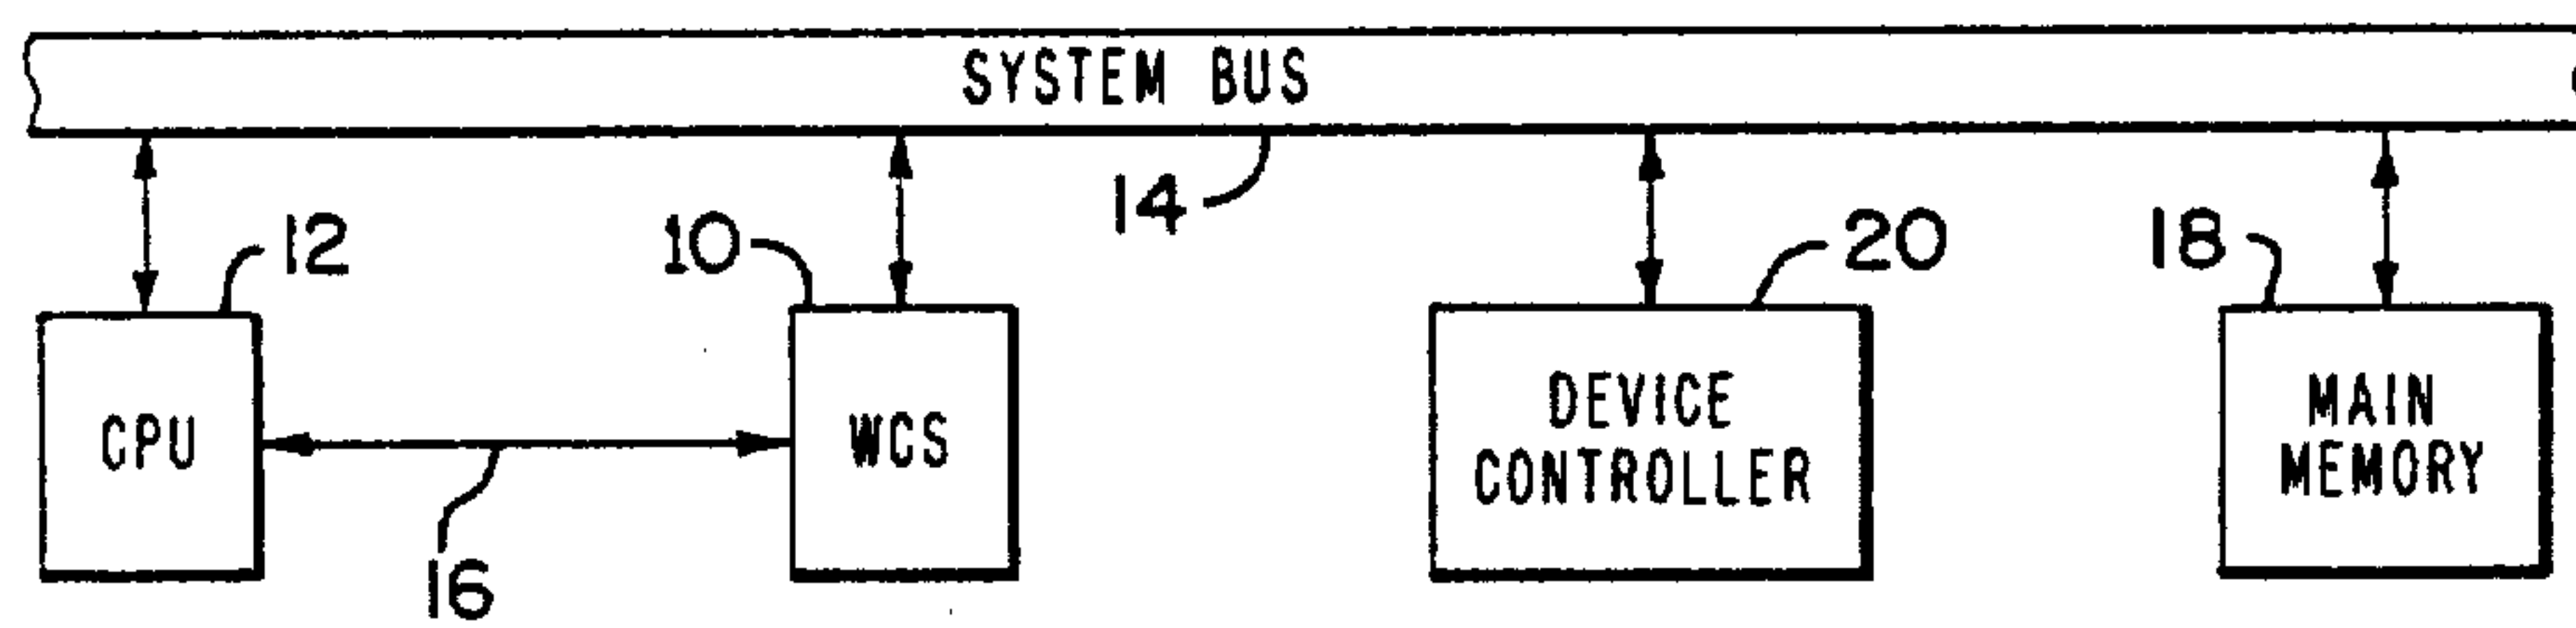 SYSTEM BUS
14
12
10
20
18
CPU
WCS
DEVICE
CONTROLLER
MAIN
MEMORY
16